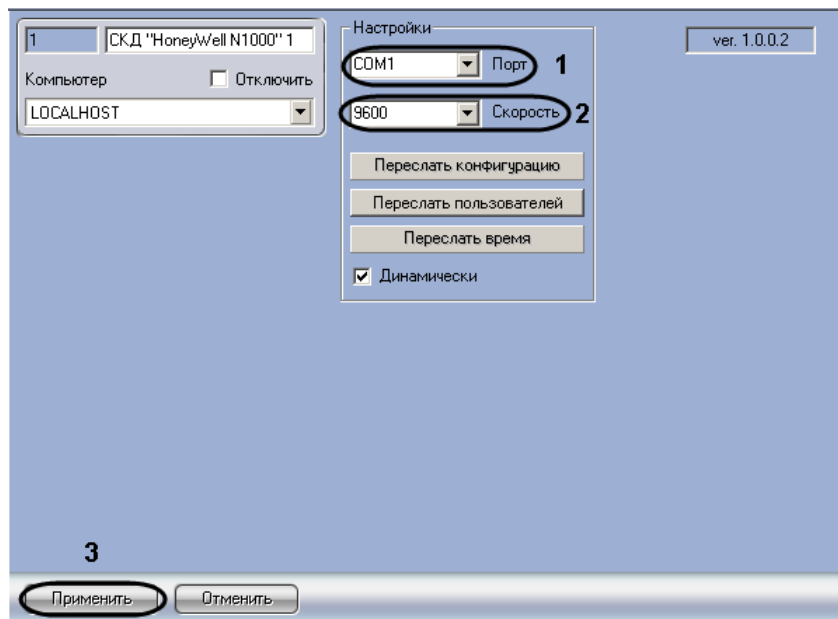 1
СКД "HoneyWell N1000" 1
Компьютер
Отключить
LOCALHOST
Настройки
COM1
Порт
1
9600
Скорость
2
Переслать конфигурацию
Переслать пользователей
Переслать время
Динамически
ver. 1.0.0.2
3
Применить
Отменить